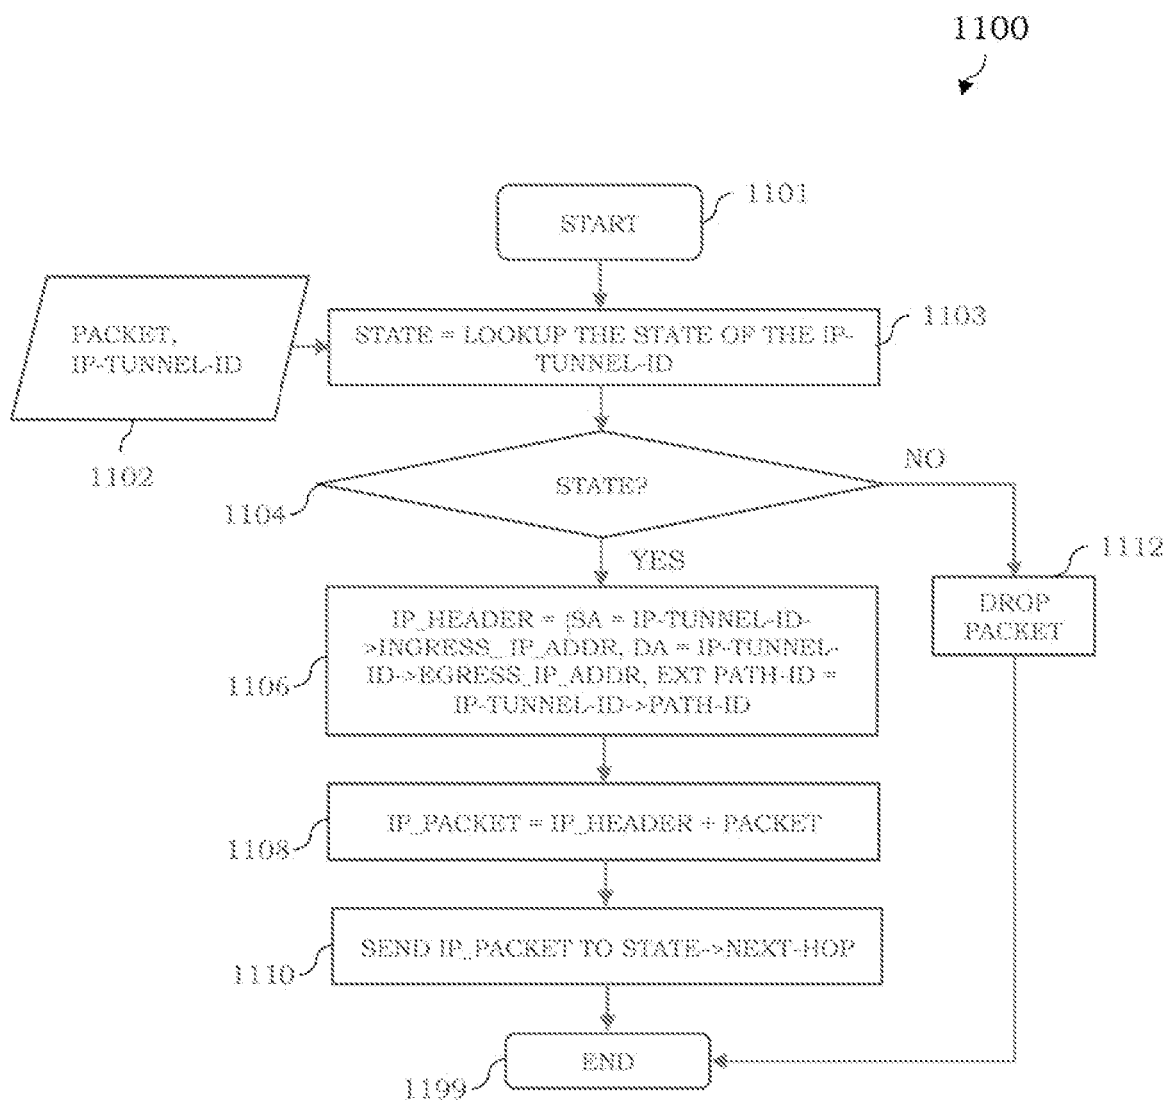 1100
1101
START
PACKET,
IP-TUNNEL-ID
1102
1103
STATE = LOOKUP THE STATE OF THE IP-
TUNNEL-ID
1104
STATE?
NO
YES
1112
DROP
PACKET
1106
IP_HEADER = {SA = IP-TUNNEL-ID-
>INGRESS_IP_ADDR, DA = IP-TUNNEL-
ID->EGRESS_IP_ADDR, EXT PATH-ID =
IP-TUNNEL-ID->PATH-ID
1108
IP_PACKET = IP_HEADER + PACKET
1110
SEND IP_PACKET TO STATE->NEXT-HOP
END
1199